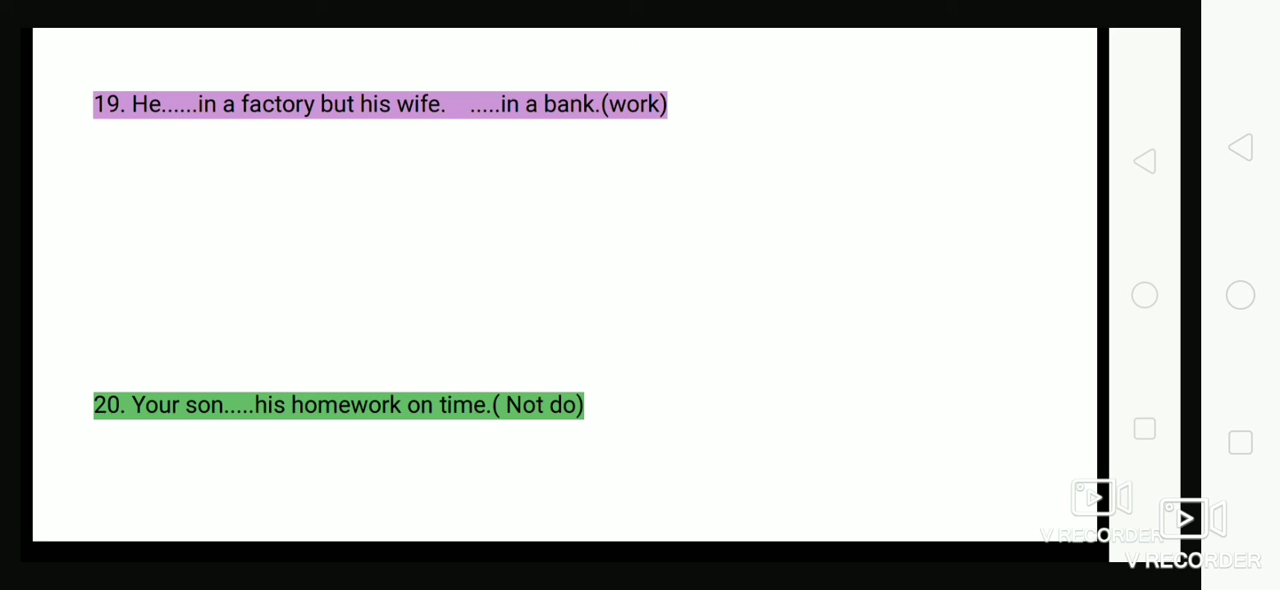 19. He......in a factory but his wife. .....in a bank.(work)
20. Your son.....his homework on time.( Not do)
V RECORDER
V RECORDER